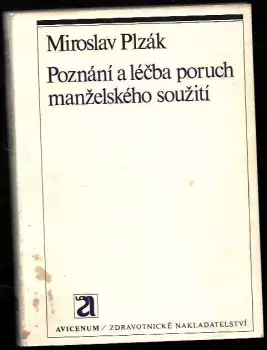 Miroslav Plzák
Poznání a léčba poruch
manželského soužití
AVICENUM / ZDRAVOTNICKÉ NAKLADATELSTVÍ